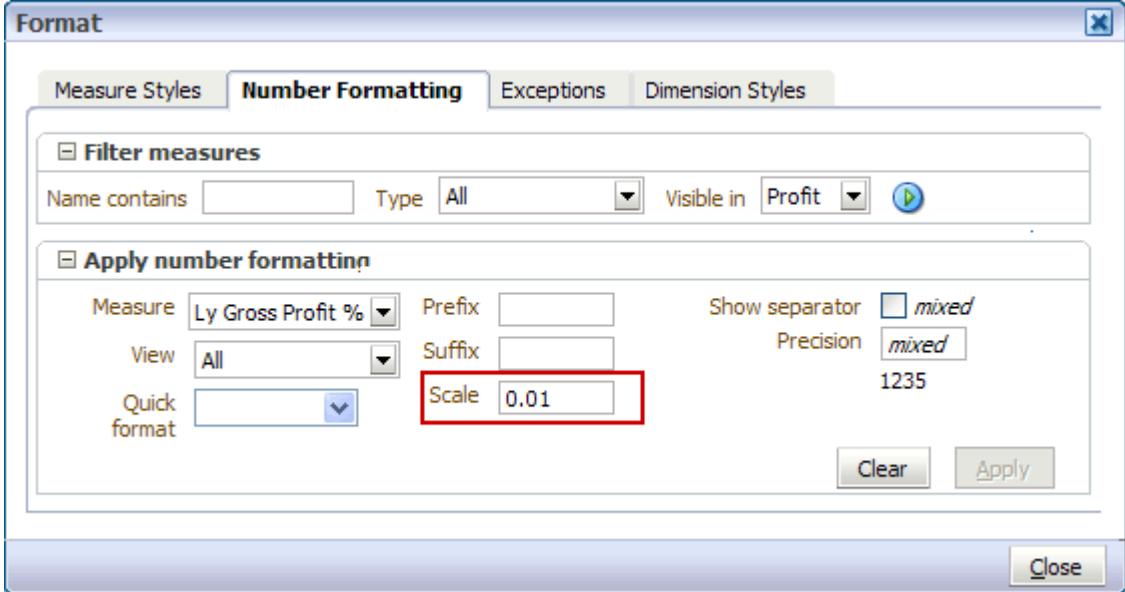 Format
Measure Styles Number Formatting Exceptions Dimension Styles
Filter measures
Name contains Type All Visible in Profit
Apply number formatting
Measure Ly Gross Profit % Prefix Show separator mixed
View All Suffix Precision mixed
1235
Quick format Scale 0.01
Clear Apply
Close